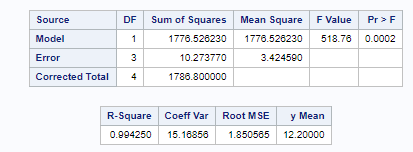 Source DF Sum of Squares Mean Square F Value Pr > F
Model 1 1776.526230 1776.526230 518.76 0.0002
Error 3 10.273770 3.424590
Corrected Total 4 1786.800000
R-Square Coeff Var Root MSE y Mean
0.994250 15.16856 1.850565 12.20000